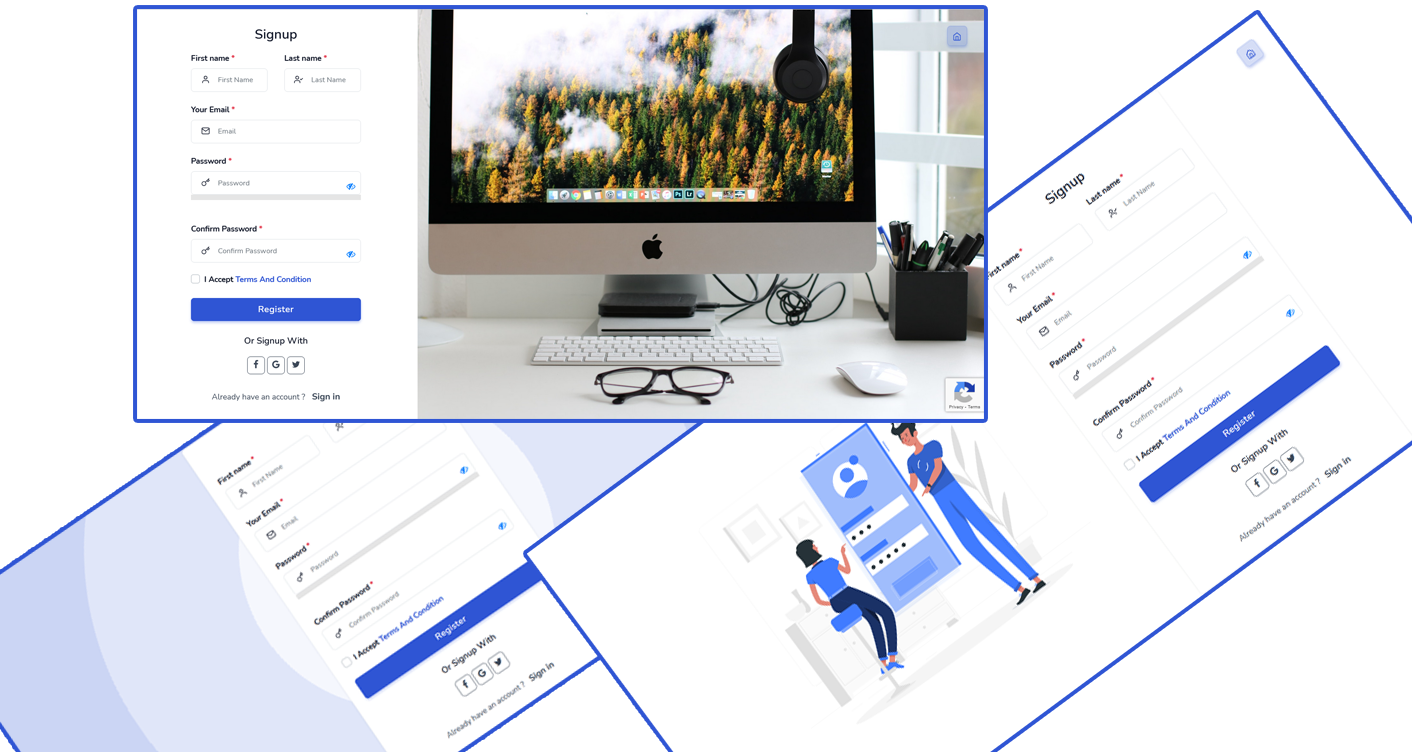 Signup
First name * Last name *
First Name Last Name
Your Email *
Email
Password *
Password
Confirm Password *
Confirm Password
I Accept Terms And Condition
Register
Or Signup With
f G
Already have an account ? Sign in
Ps Lr
Privacy - Terms
Signup
First name * Last name *
First Name Last Name
Your Email *
Email
Password *
Password
Confirm Password *
Confirm Password
I Accept Terms And Condition
Register
Or Signup With
f G
Already have an account ? Sign in
First name *
First Name
Your Email *
Email
Password *
Password
Confirm Password *
Confirm Password
I Accept Terms And Condition
Register
Or Signup With
f G
Already have an account ? Sign in